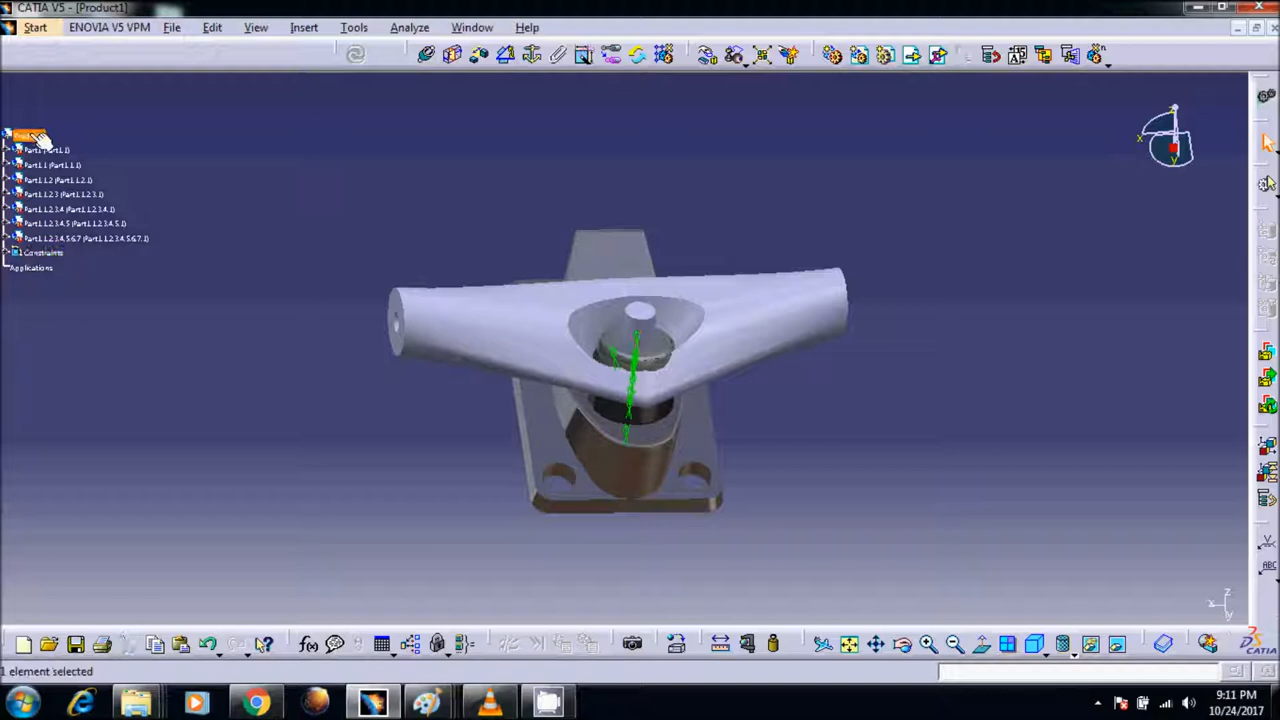 CATIA V5 - [Product1]
Start ENOVIA V5 VPM File Edit View Insert Tools Analyze Window Help
Part1 (Part1.1)
Part1.1 (Part1.1.1)
Part1.1.2 (Part1.1.2.1)
Part1.1.2.3 (Part1.1.2.3.1)
Part1.1.2.3.4 (Part1.1.2.3.4.1)
Part1.1.2.3.4.5 (Part1.1.2.3.4.5.1)
Part1.1.2.3.4.5.6.7 (Part1.1.2.3.4.5.6.7.1)
Constraints
Applications
x
z
y
V
ABC
z
x
y
f(x)
CATIA
1 element selected
9:11 PM
10/24/2017